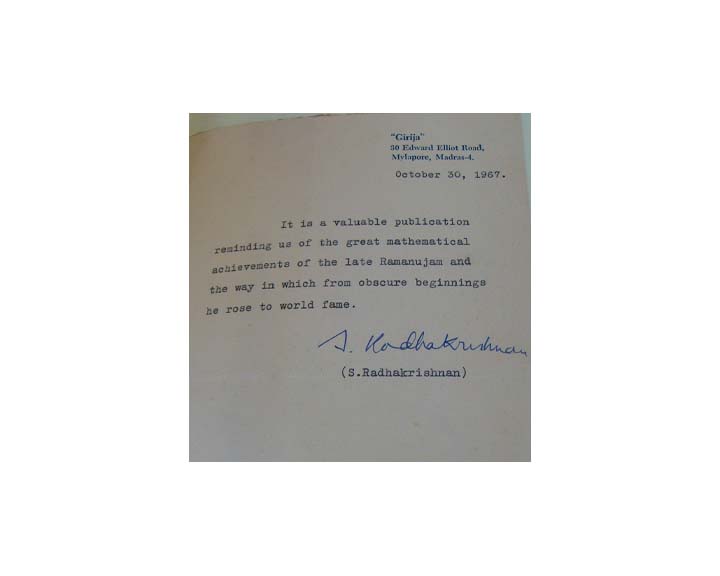 "Girija"
30 Edward Elliot Road,
Mylapore, Madras-4.
October 30, 1967.
It is a valuable publication
reminding us of the great mathematical
achievements of the late Ramanujam and
the way in which from obscure beginnings
he rose to world fame.
S. Radhakrishnan
(S.Radhakrishnan)